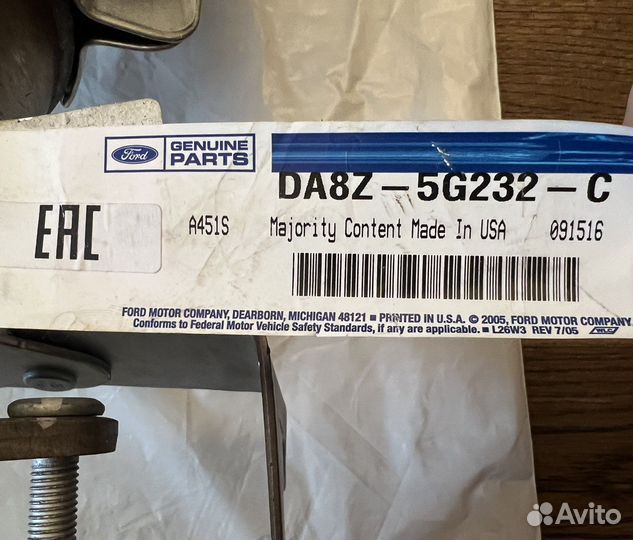 Ford
GENUINE
PARTS
DA8Z-5G232-C
EAC
A451S Majority Content Made In USA 091516
FORD MOTOR COMPANY, DEARBORN, MICHIGAN 48121 ■ PRINTED IN U.S.A. © 2005, FORD MOTOR COMPANY
Conforms to Federal Motor Vehicle Safety Standards, if any are applicable. ■ L26W3 REV 7/05 WLC
Avito